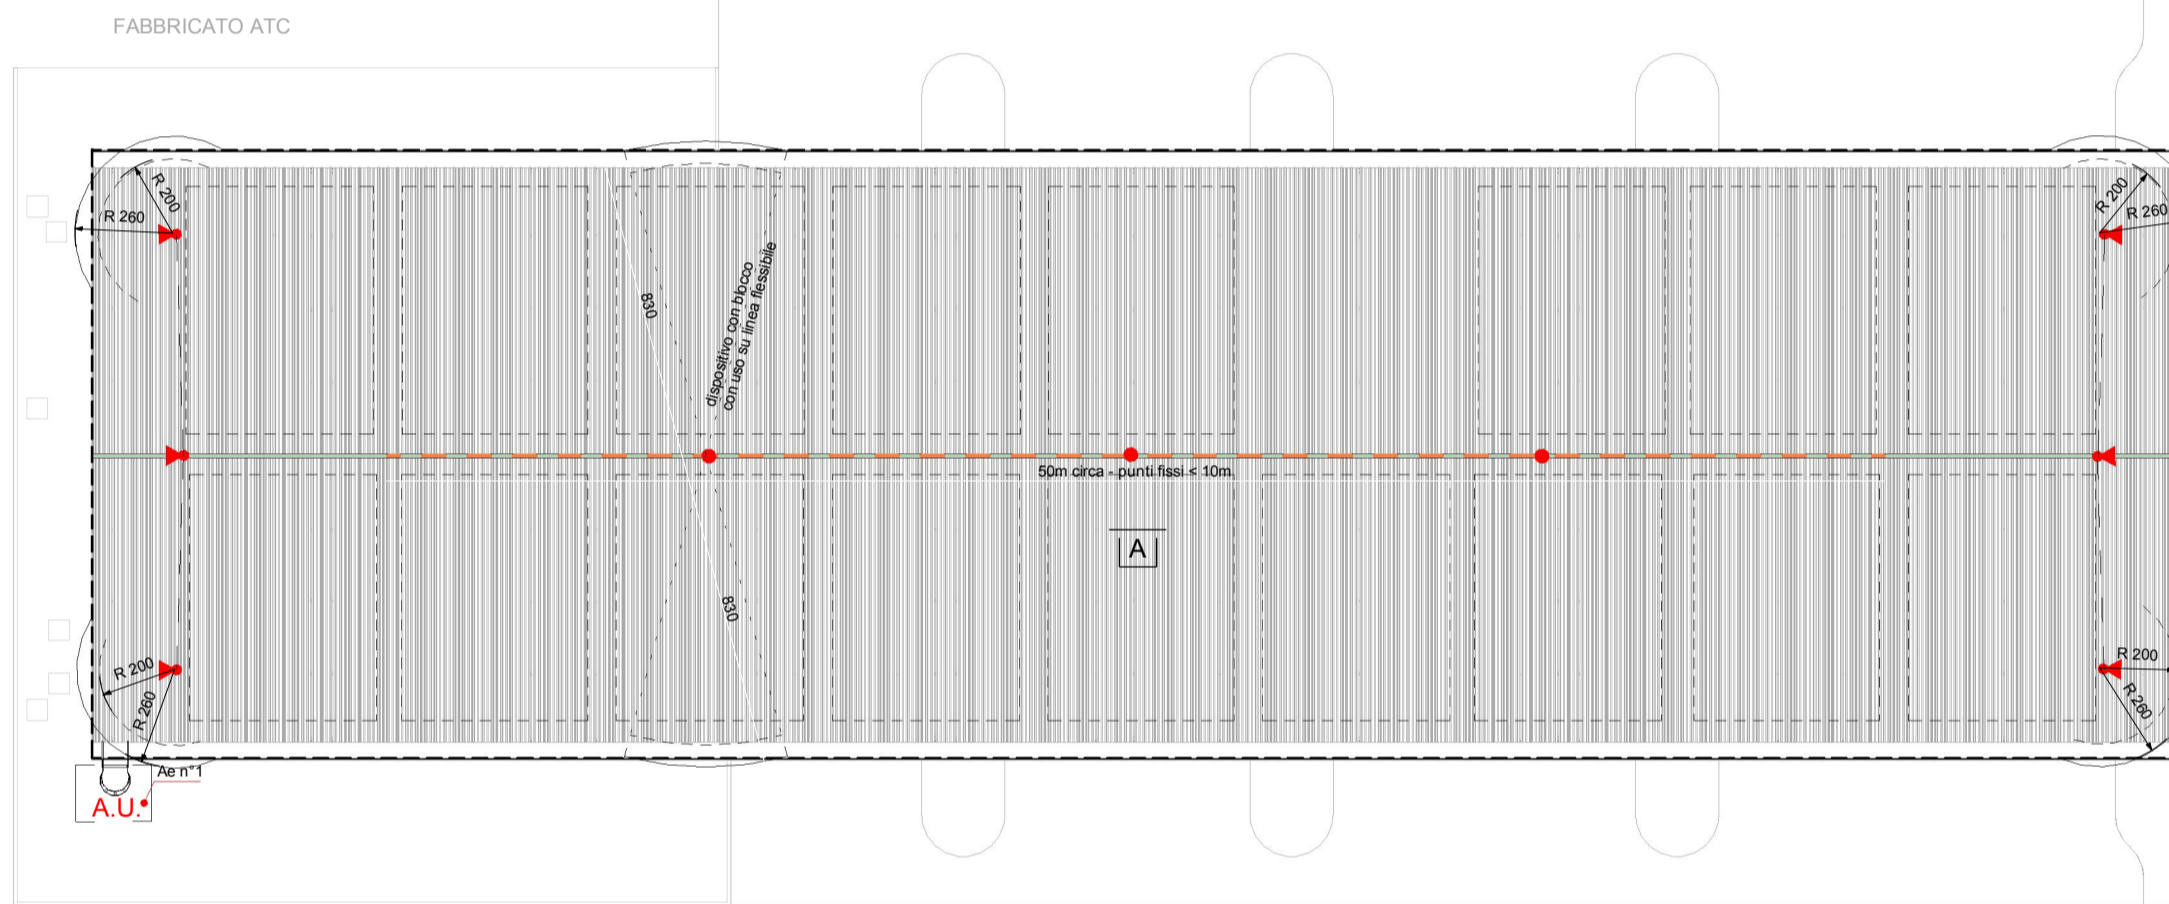 FABBRICATO ATC
R 200
R 260
R 200
R 260
830
dispositivo con blocco
con uso su linea flessibile
50m circa - punti fissi < 10m
A
830
R 200
R 260
R 200
R 260
Ae n°1
A.U.